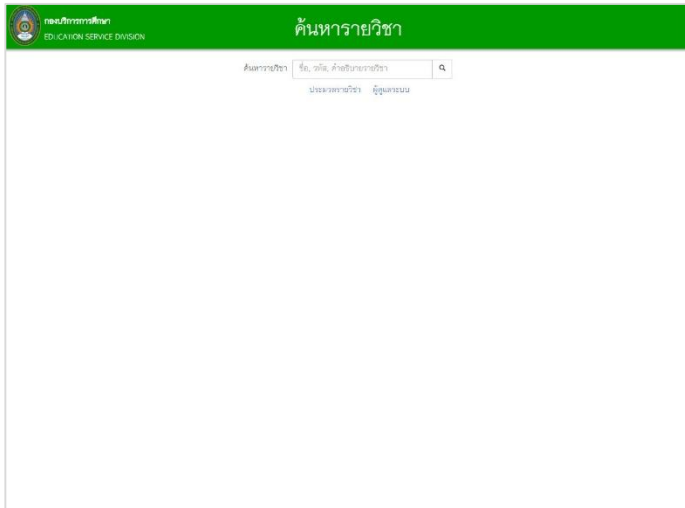 กองบริการการศึกษา
EDUCATION SERVICE DIVISION
ค้นหารายวิชา
ค้นหารายวิชา ชื่อ, รหัส, คำอธิบายรายวิชา
ประมวลรายวิชา ผู้ดูแลระบบ